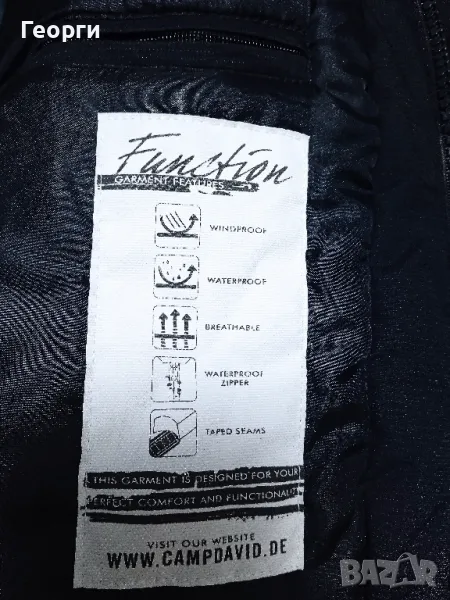 Георги
Function
GARMENT FEATURES
WINDPROOF
WATERPROOF
BREATHABLE
WATERPROOF
ZIPPER
TAPED SEAMS
THIS GARMENT IS DESIGNED FOR YOUR
PERFECT COMFORT AND FUNCTIONALITY
VISIT OUR WEBSITE
WWW.CAMPDAVID.DE
BAZAR